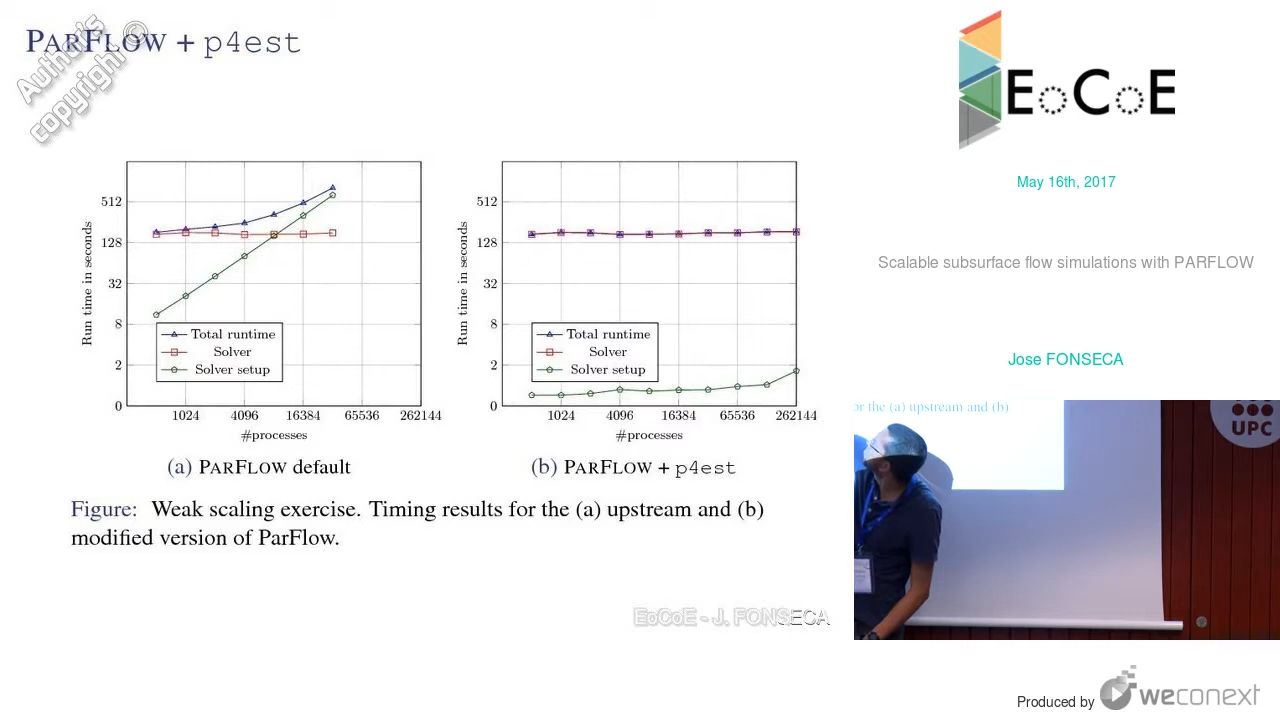 PARFLOW + p4est
Author's
copyright ©
512
128
32
8
2
0
Run time in seconds
Total runtime
Solver
Solver setup
1024 4096 16384 65536 262144
#processes
(a) PARFLOW default
512
128
32
8
2
0
Run time in seconds
Total runtime
Solver
Solver setup
1024 4096 16384 65536 262144
#processes
(b) PARFLOW + p4est
Figure: Weak scaling exercise. Timing results for the (a) upstream and (b)
modified version of ParFlow.
EoCoE - J. FONSECA
EoCoE
May 16th, 2017
Scalable subsurface flow simulations with PARFLOW
Jose FONSECA
or the (a) upstream and (b)
UPC
Produced by weconext